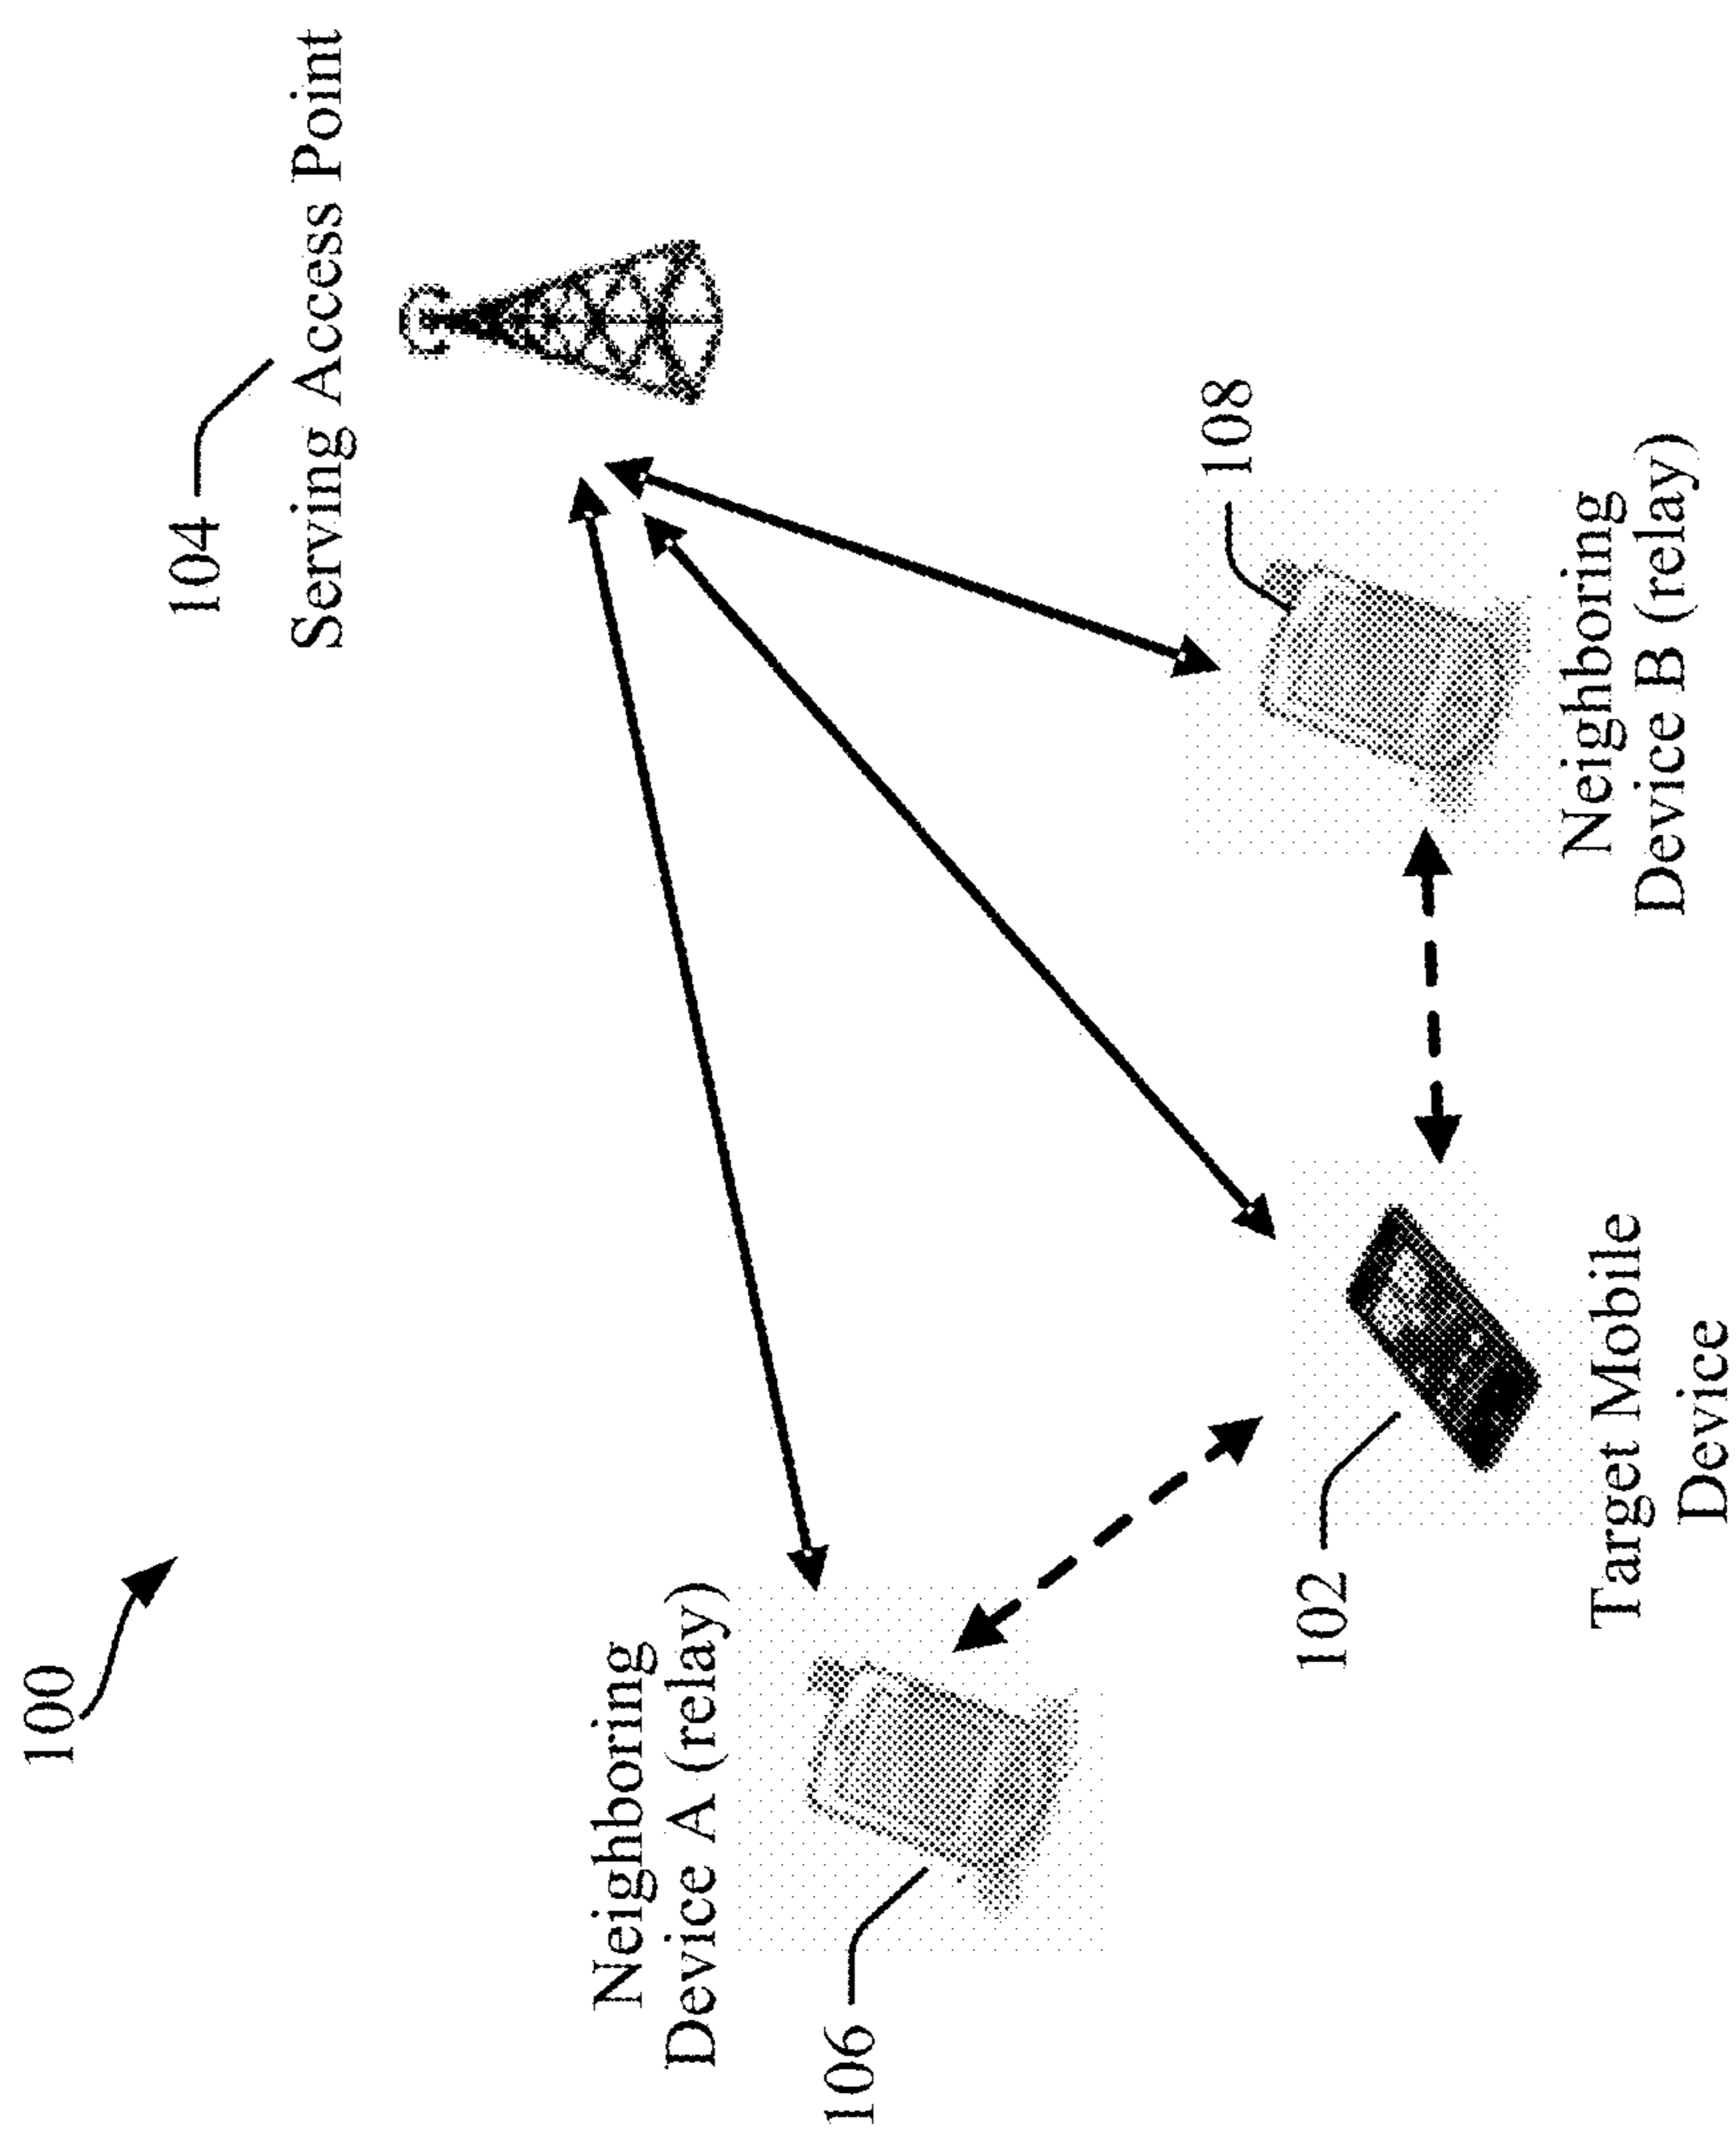 100
104
Serving Access Point
Neighboring
Device A (relay)
106
108
Neighboring
Device B (relay)
102
Target Mobile
Device